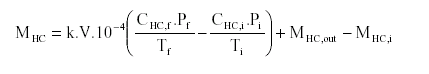 M_HC = k.V.10⁻⁴ ( C_HC,f.P_f / T_f − C_HC,i.P_i / T_i ) + M_HC,out − M_HC,i